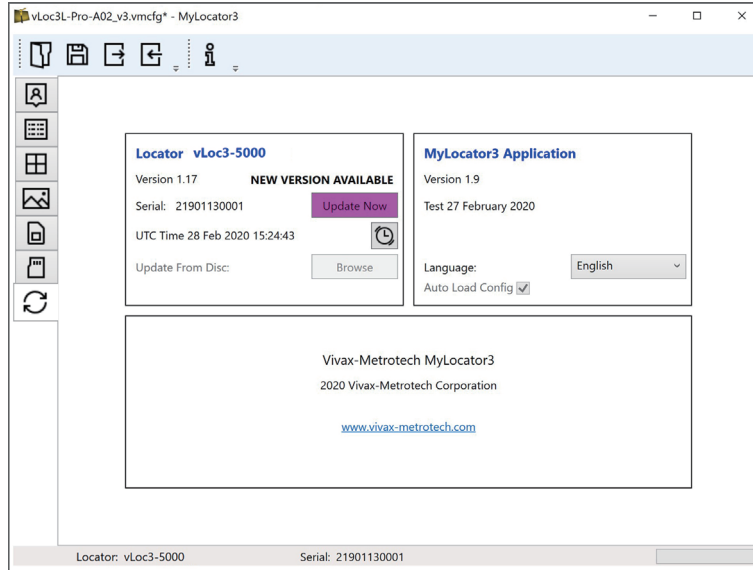 vLoc3L-Pro-A02_v3.vmcfg* - MyLocator3
Locator vLoc3-5000
Version 1.17 NEW VERSION AVAILABLE
Serial: 21901130001 Update Now
UTC Time 28 Feb 2020 15:24:43
Update From Disc: Browse
MyLocator3 Application
Version 1.9
Test 27 February 2020
Language: English
Auto Load Config
Vivax-Metrotech MyLocator3
2020 Vivax-Metrotech Corporation
www.vivax-metrotech.com
Locator: vLoc3-5000 Serial: 21901130001